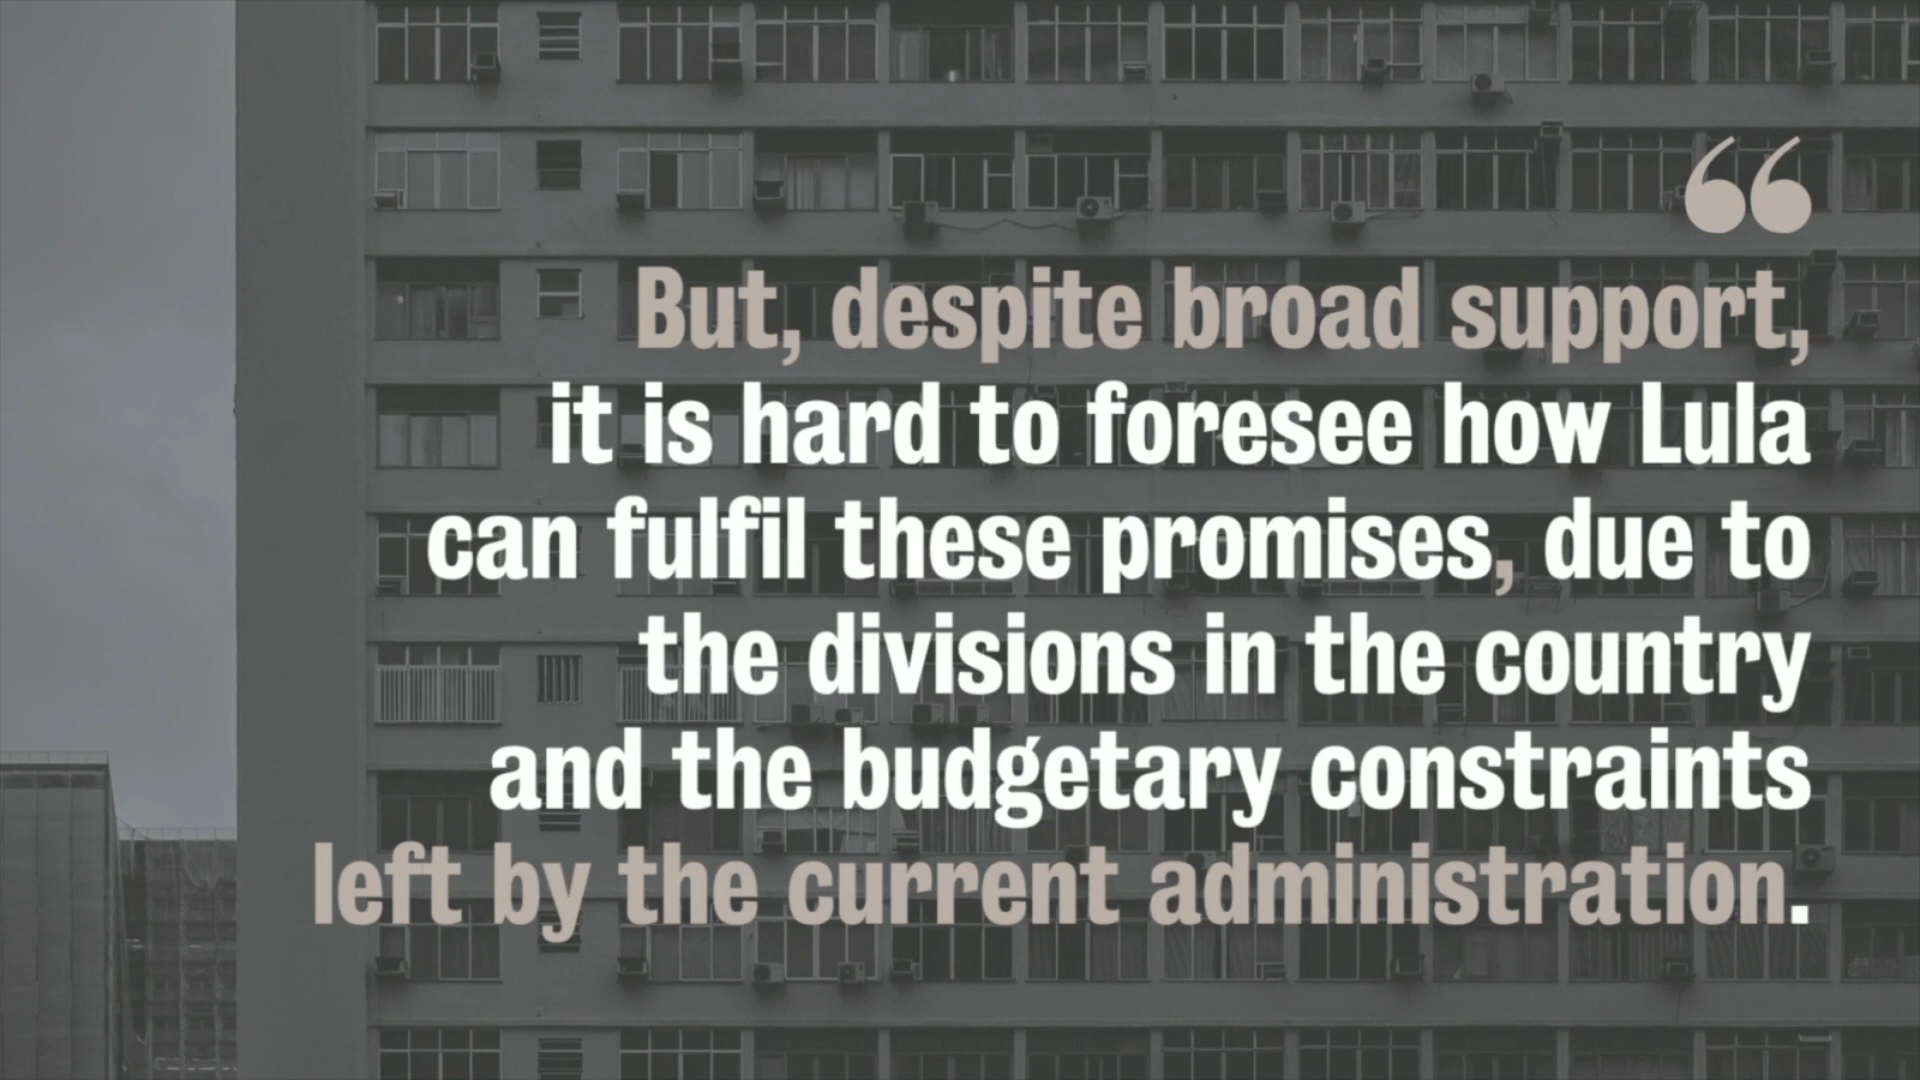 “
But, despite broad support,
it is hard to foresee how Lula
can fulfil these promises, due to
the divisions in the country
and the budgetary constraints
left by the current administration.